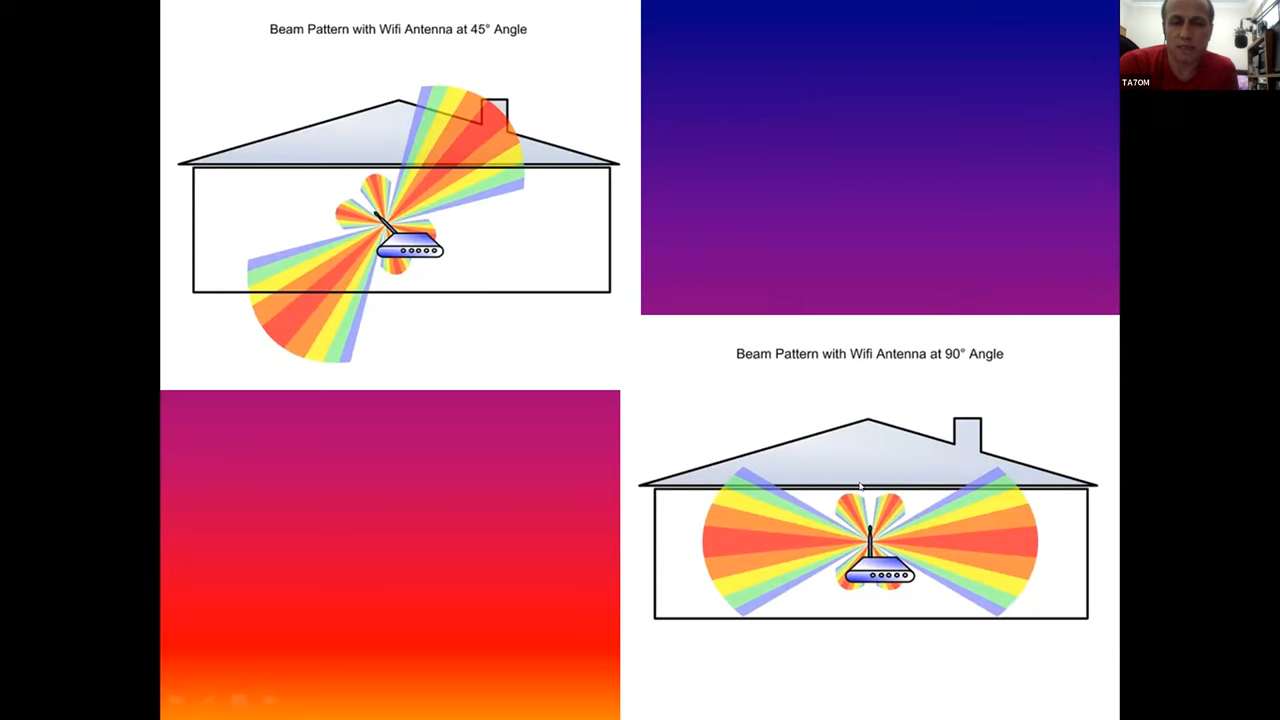 Beam Pattern with Wifi Antenna at 45° Angle
TA7OM
Beam Pattern with Wifi Antenna at 90° Angle